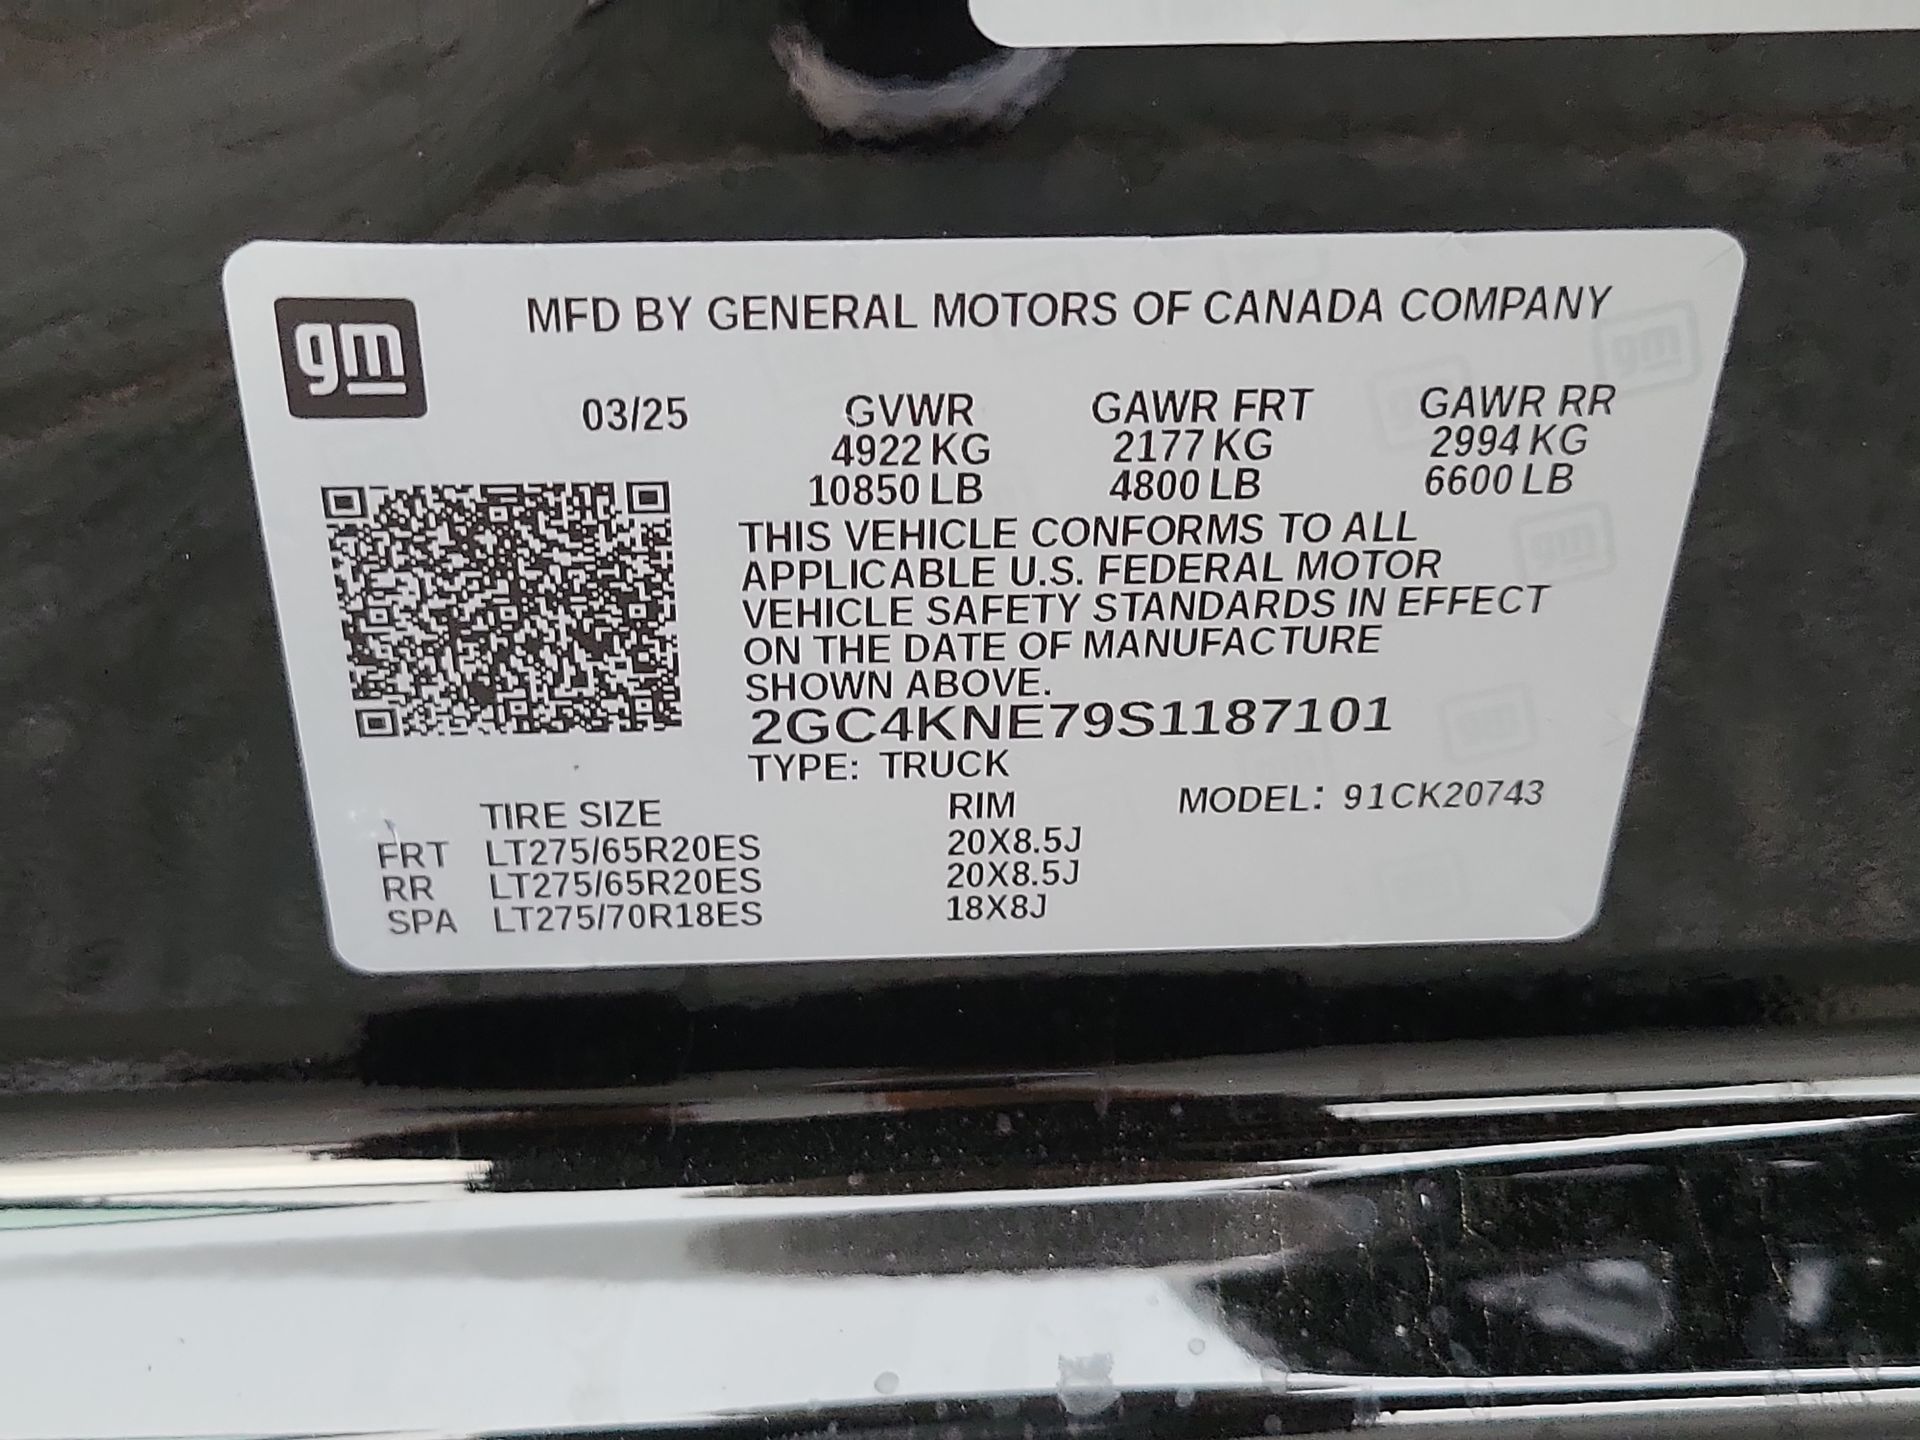 gm
MFD BY GENERAL MOTORS OF CANADA COMPANY
03/25 GVWR GAWR FRT GAWR RR
4922 KG 2177 KG 2994 KG
10850 LB 4800 LB 6600 LB
THIS VEHICLE CONFORMS TO ALL
APPLICABLE U.S. FEDERAL MOTOR
VEHICLE SAFETY STANDARDS IN EFFECT
ON THE DATE OF MANUFACTURE
SHOWN ABOVE.
2GC4KNE79S1187101
TYPE: TRUCK
TIRE SIZE RIM MODEL: 91CK20743
FRT LT275/65R20ES 20X8.5J
RR LT275/65R20ES 20X8.5J
SPA LT275/70R18ES 18X8J